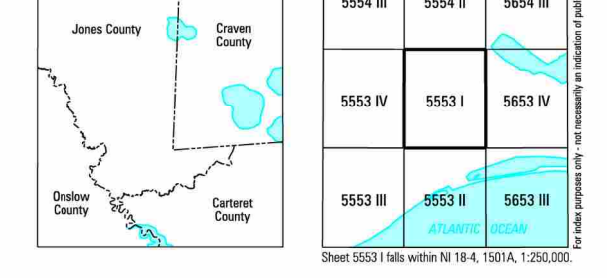 Jones County
Craven
County
Onslow
County
Carteret
County
5554 III
5554 II
5654 III
5553 IV
5553 I
5653 IV
5553 III
5553 II
5653 III
ATLANTIC OCEAN
For index purposes only - not necessarily an indication of publ
Sheet 5553 I falls within NI 18-4, 1501A, 1:250,000.